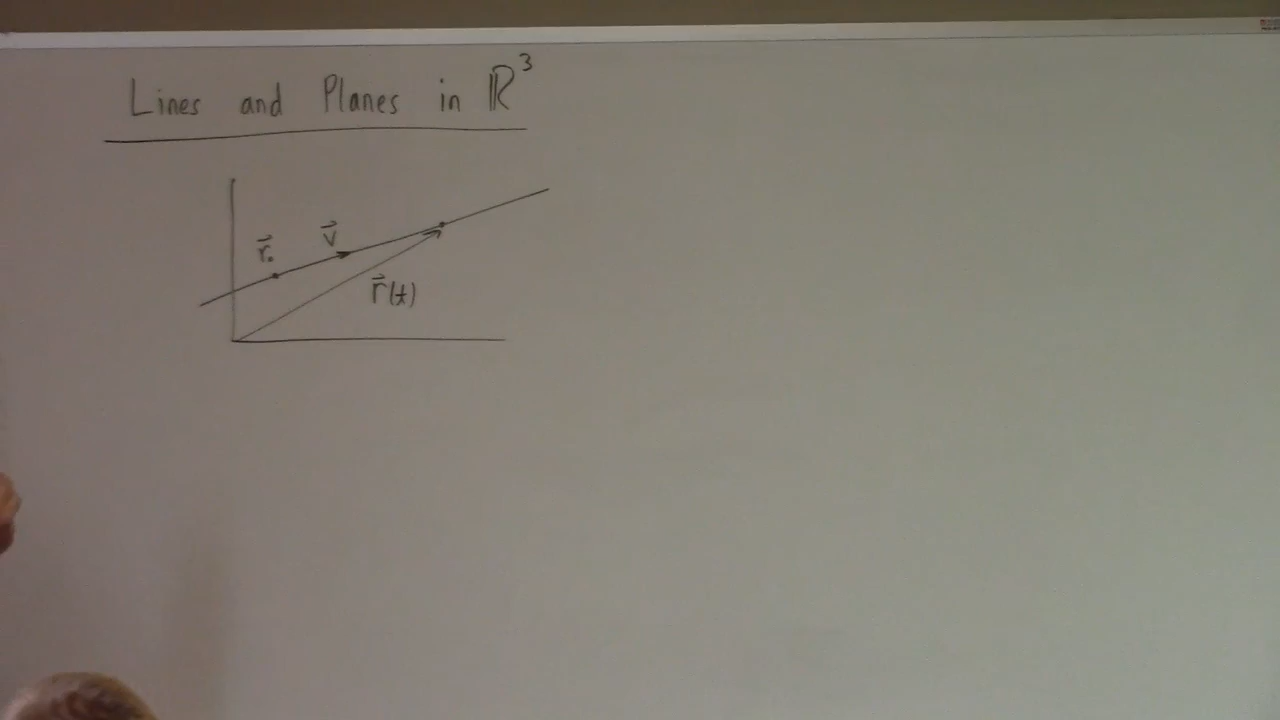 Lines and Planes in ℝ³
r⃗₀
v⃗
r⃗(t)